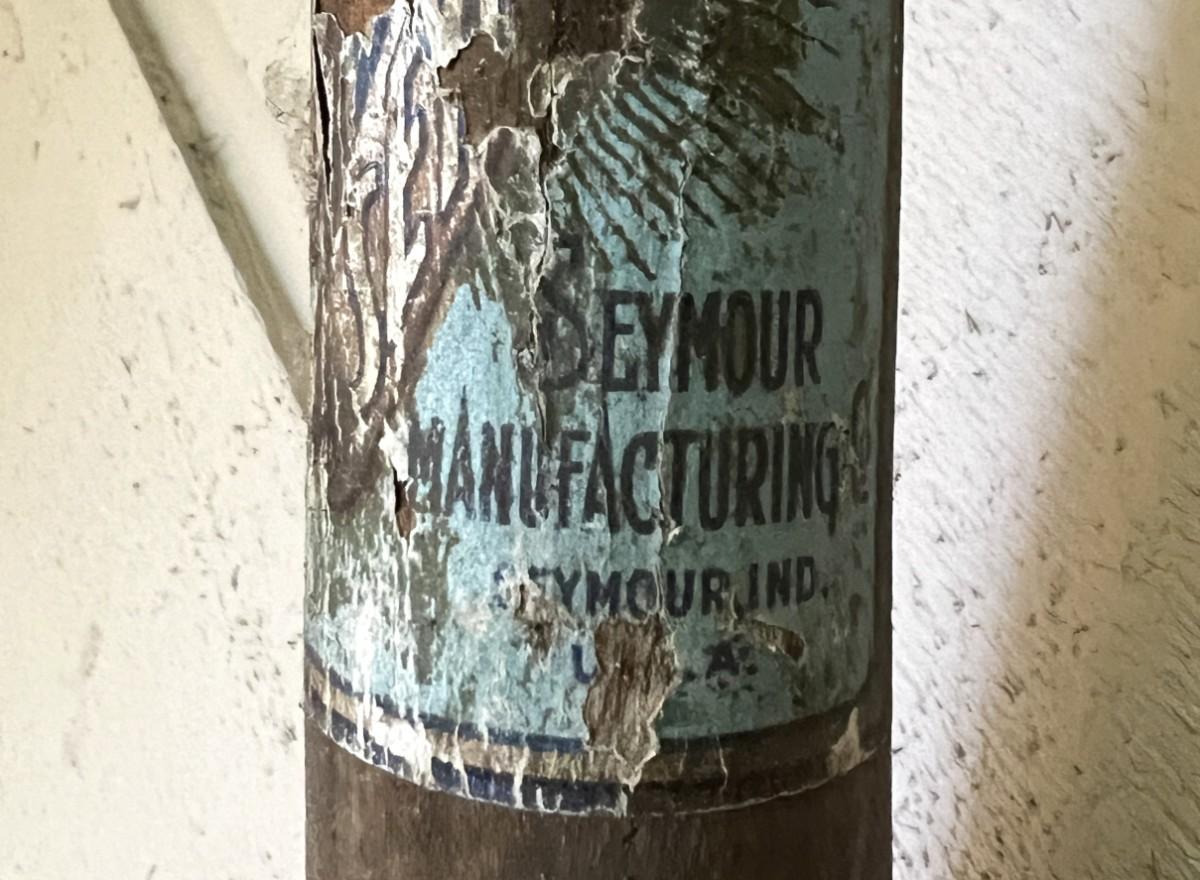 SEYMOUR
MANUFACTURING
SEYMOUR, IND.
U.S.A.